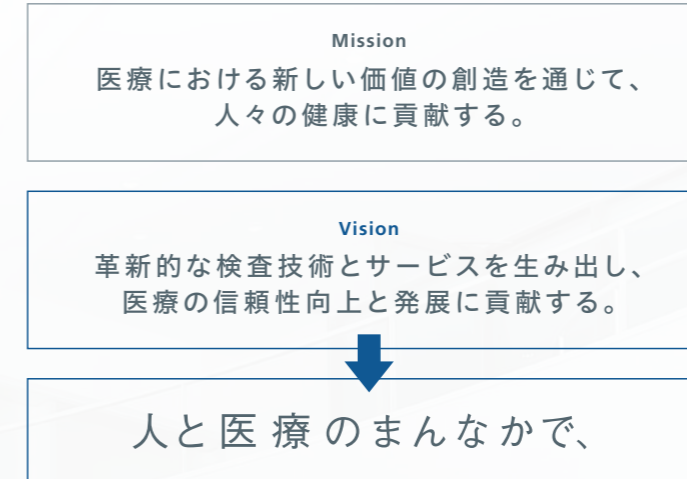 Mission
医療における新しい価値の創造を通じて、
人々の健康に貢献する。
Vision
革新的な検査技術とサービスを生み出し、
医療の信頼性向上と発展に貢献する。
人と医療のまんなかで、